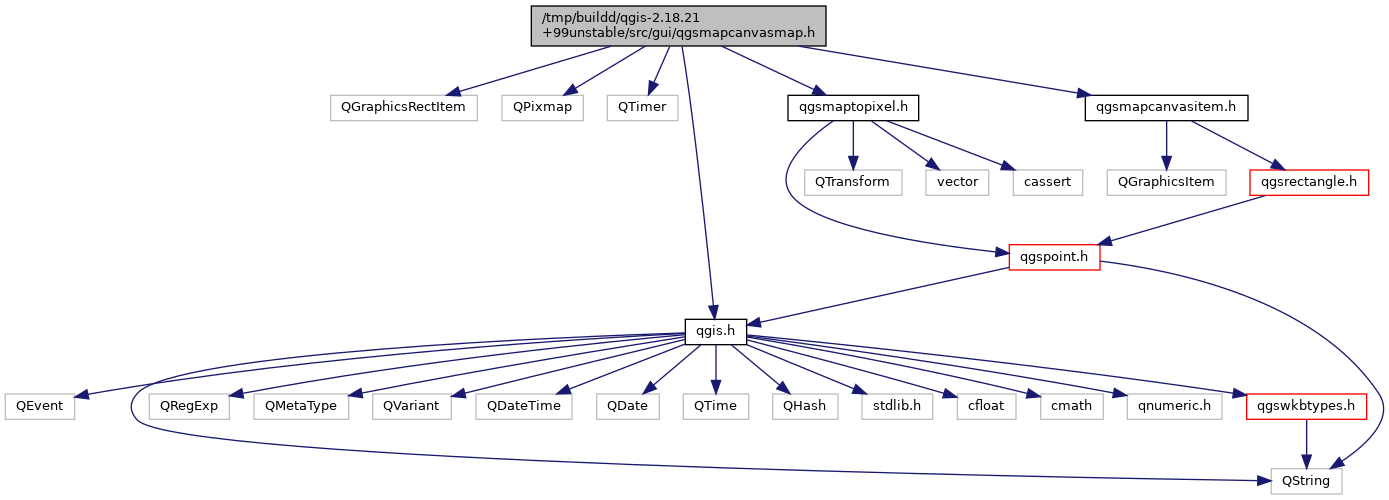 /tmp/buildd/qgis-2.18.21
+99unstable/src/gui/qgsmapcanvasmap.h
QGraphicsRectItem
QPixmap
QTimer
qgsmaptopixel.h
qgsmapcanvasitem.h
QTransform
vector
cassert
QGraphicsItem
qgsrectangle.h
qgspoint.h
qgis.h
QEvent
QRegExp
QMetaType
QVariant
QDateTime
QDate
QTime
QHash
stdlib.h
cfloat
cmath
qnumeric.h
qgswkbtypes.h
QString